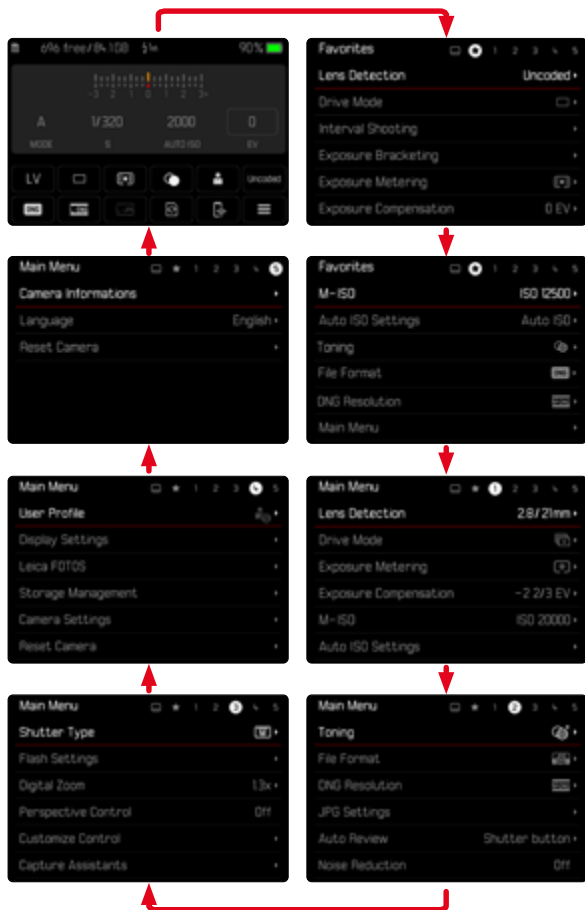 696 free/84.108 1m 90%
-3 2 1 0 1 2 3+
A 1/320 2000 0
MODE S AUTO ISO EV
LV Uncoded
DNG
Favorites 1 2 3 4 5
Lens Detection Uncoded
Drive Mode
Interval Shooting
Exposure Bracketing
Exposure Metering
Exposure Compensation 0 EV
Main Menu 1 2 3 4 5
Camera Informations
Language English
Reset Camera
Favorites 1 2 3 4 5
M-ISO ISO 12500
Auto ISO Settings Auto ISO
Toning
File Format DNG
DNG Resolution
Main Menu
Main Menu 1 2 3 4 5
User Profile
Display Settings
Leica FOTOS
Storage Management
Camera Settings
Reset Camera
Main Menu 1 2 3 4 5
Lens Detection 2.8/21mm
Drive Mode
Exposure Metering
Exposure Compensation -2 2/3 EV
M-ISO ISO 20000
Auto ISO Settings
Main Menu 1 2 3 4 5
Shutter Type
Flash Settings
Digital Zoom 1.3x
Perspective Control Off
Customize Control
Capture Assistants
Main Menu 1 2 3 4 5
Toning
File Format
DNG Resolution
JPG Settings
Auto Review Shutter button
Noise Reduction Off